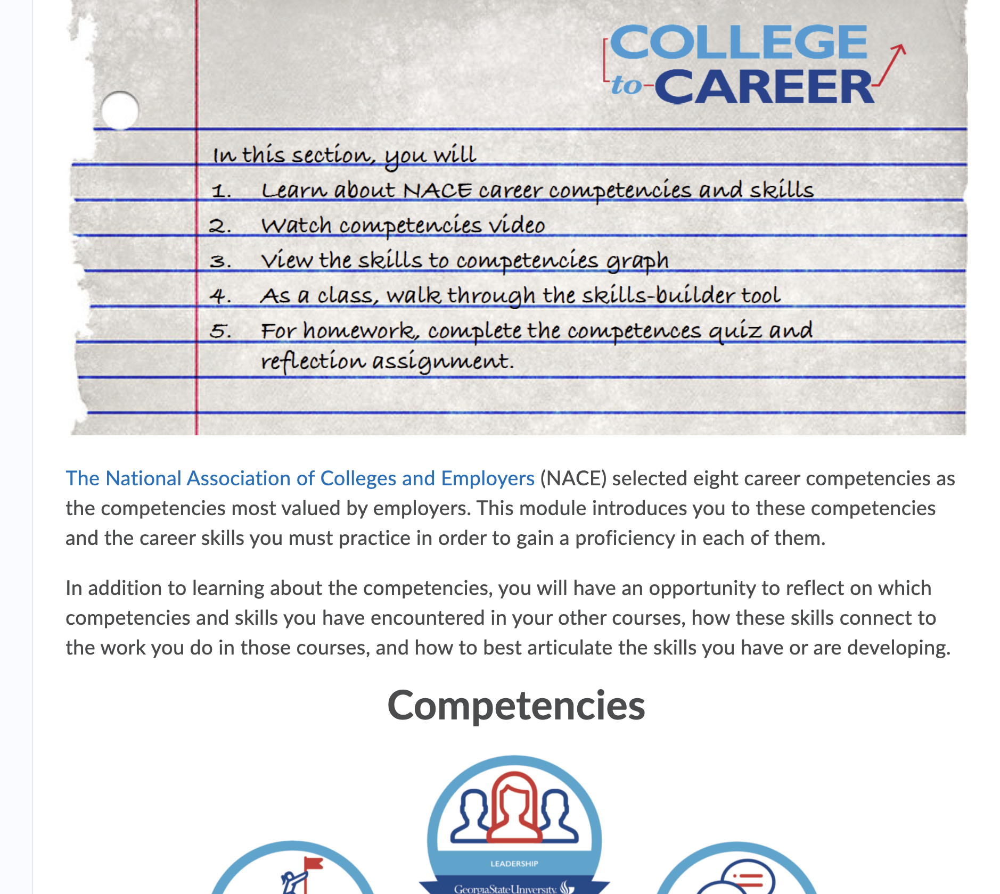 COLLEGE
to-CAREER
In this section, you will
1. Learn about NACE career competencies and skills
2. Watch competencies video
3. View the skills to competencies graph
4. As a class, walk through the skills-builder tool
5. For homework, complete the competences quiz and
reflection assignment.
The National Association of Colleges and Employers (NACE) selected eight career competencies as
the competencies most valued by employers. This module introduces you to these competencies
and the career skills you must practice in order to gain a proficiency in each of them.
In addition to learning about the competencies, you will have an opportunity to reflect on which
competencies and skills you have encountered in your other courses, how these skills connect to
the work you do in those courses, and how to best articulate the skills you have or are developing.
Competencies
LEADERSHIP
GeorgiaStateUniversity